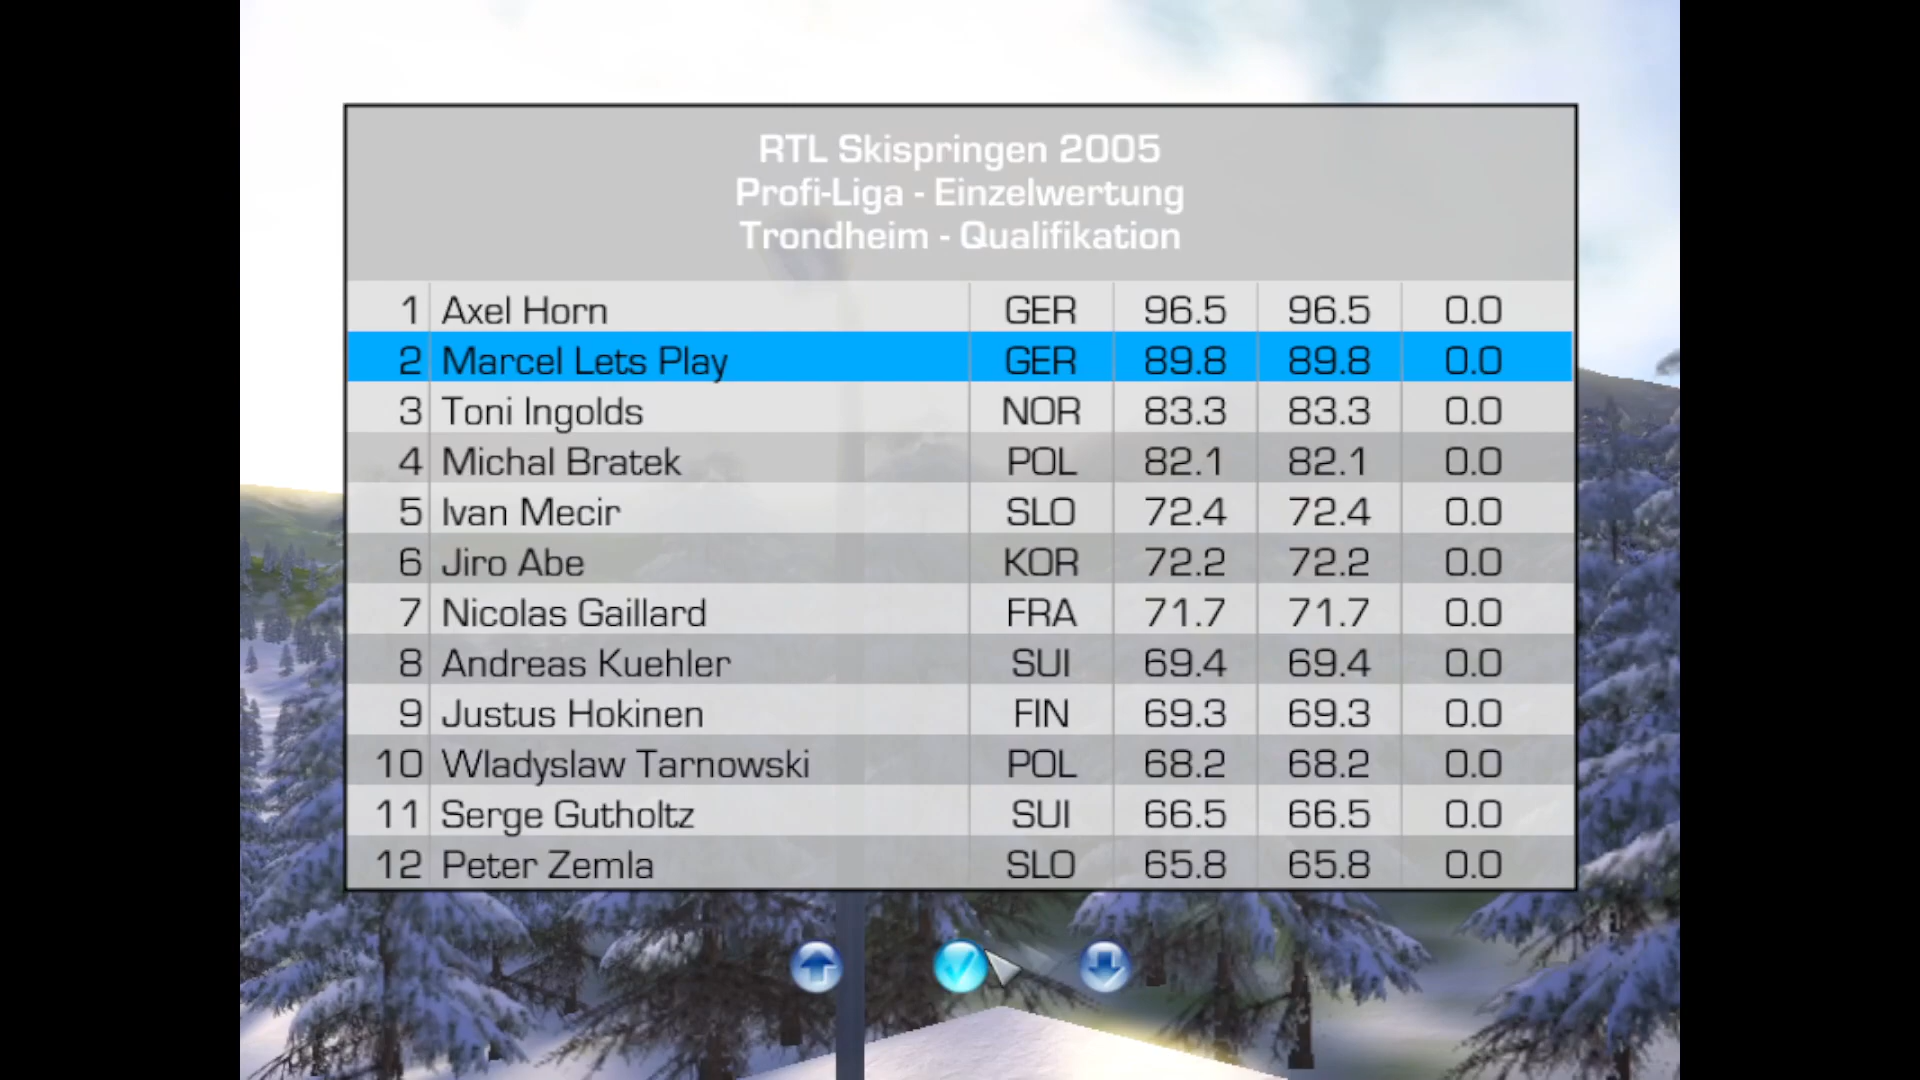 RTL Skispringen 2005
Profi-Liga - Einzelwertung
Trondheim - Qualifikation
1 Axel Horn GER 96.5 96.5 0.0
2 Marcel Lets Play GER 89.8 89.8 0.0
3 Toni Ingolds NOR 83.3 83.3 0.0
4 Michal Bratek POL 82.1 82.1 0.0
5 Ivan Mecir SLO 72.4 72.4 0.0
6 Jiro Abe KOR 72.2 72.2 0.0
7 Nicolas Gaillard FRA 71.7 71.7 0.0
8 Andreas Kuehler SUI 69.4 69.4 0.0
9 Justus Hokinen FIN 69.3 69.3 0.0
10 Wladyslaw Tarnowski POL 68.2 68.2 0.0
11 Serge Gutholtz SUI 66.5 66.5 0.0
12 Peter Zemla SLO 65.8 65.8 0.0